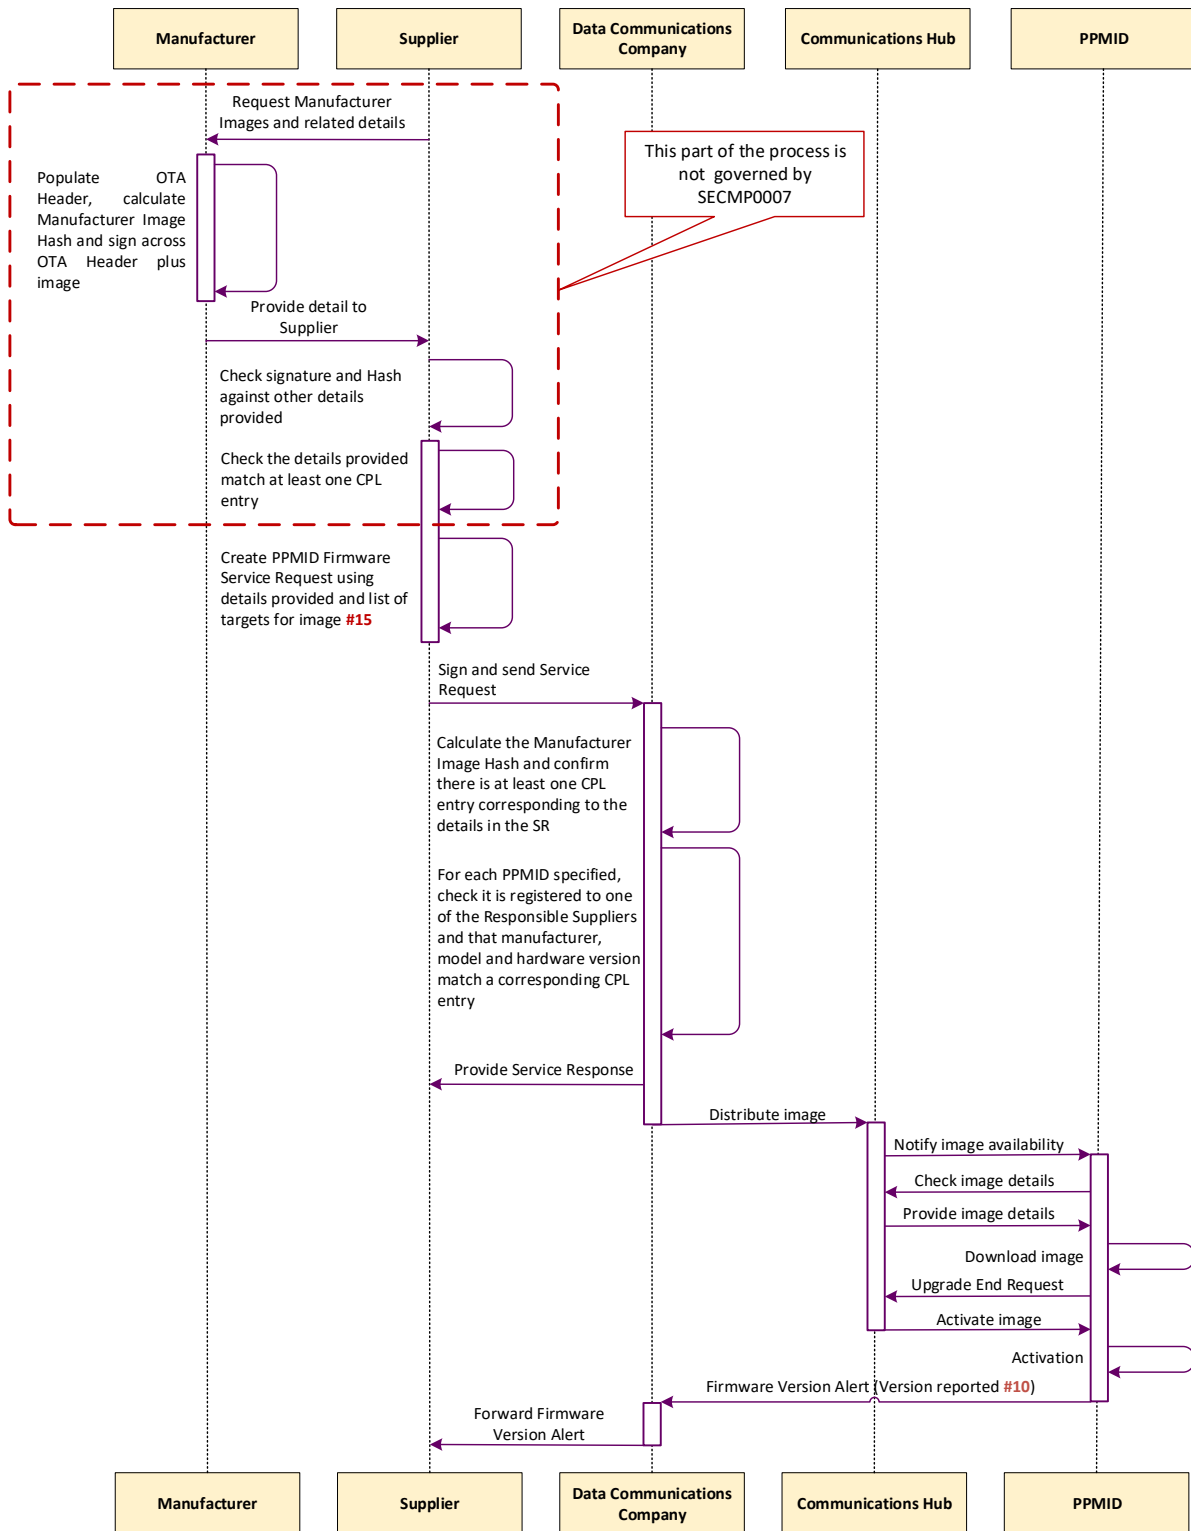 Manufacturer
Supplier
Data Communications
Company
Communications Hub
PPMID
Request Manufacturer
Images and related details
This part of the process is
not governed by
SECMP0007
Populate OTA
Header, calculate
Manufacturer Image
Hash and sign across
OTA Header plus
image
Provide detail to
Supplier
Check signature and Hash
against other details
provided
Check the details provided
match at least one CPL
entry
Create PPMID Firmware
Service Request using
details provided and list of
targets for image #15
Sign and send Service
Request
Calculate the Manufacturer
Image Hash and confirm
there is at least one CPL
entry corresponding to the
details in the SR
For each PPMID specified,
check it is registered to one
of the Responsible Suppliers
and that manufacturer,
model and hardware version
match a corresponding CPL
entry
Provide Service Response
Distribute image
Notify image availability
Check image details
Provide image details
Download image
Upgrade End Request
Activate image
Activation
Firmware Version Alert (Version reported #10)
Forward Firmware
Version Alert
Manufacturer
Supplier
Data Communications
Company
Communications Hub
PPMID